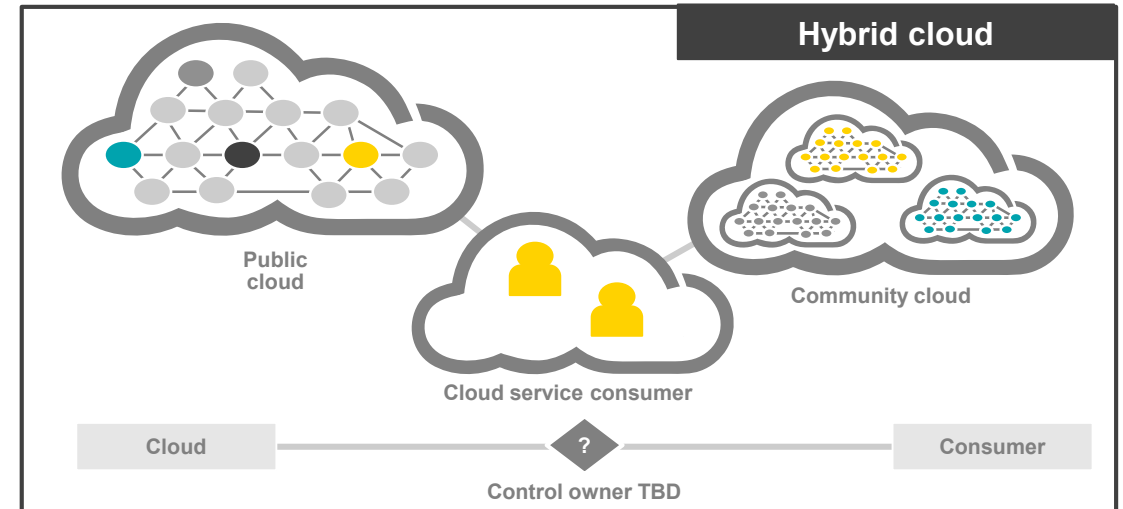 Hybrid cloud
Public
cloud
Community cloud
Cloud service consumer
Cloud
?
Consumer
Control owner TBD